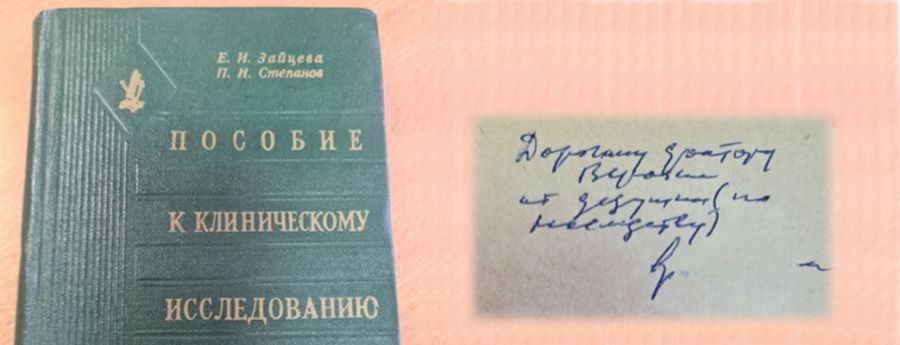 Е. И. Зайцева
П. Н. Степанов
ПОСОБИЕ
К КЛИНИЧЕСКОМУ
ИССЛЕДОВАНИЮ
Дорогому доктору
от дедушки (по
наследству)